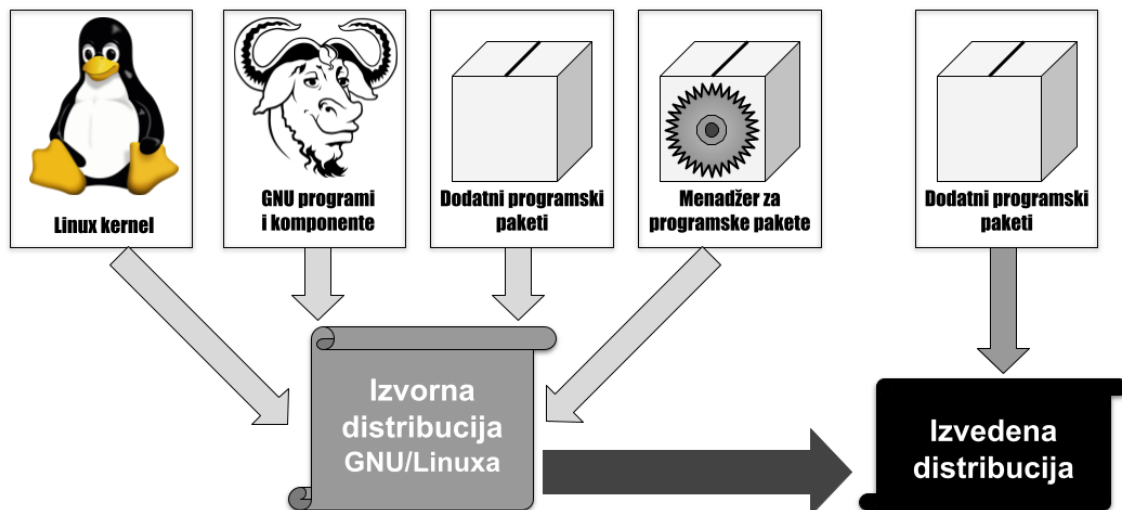 Linux kernel
GNU programi
i komponente
Dodatni programski
paketi
Menadžer za
programske pakete
Dodatni programski
paketi
Izvorna
distribucija
GNU/Linuxa
Izvedena
distribucija